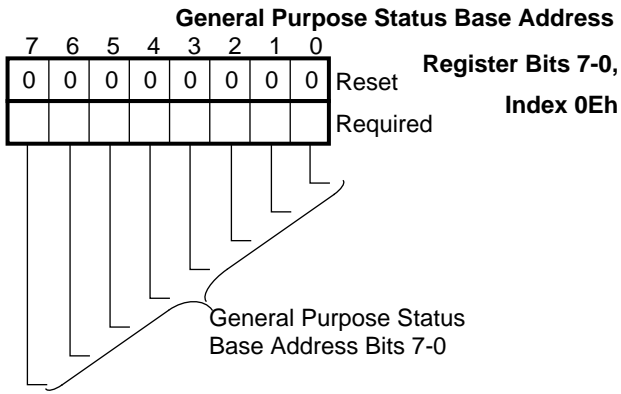 General Purpose Status Base Address
Register Bits 7-0,
Index 0Eh
7 6 5 4 3 2 1 0
0 0 0 0 0 0 0 0 Reset
Required
General Purpose Status
Base Address Bits 7-0